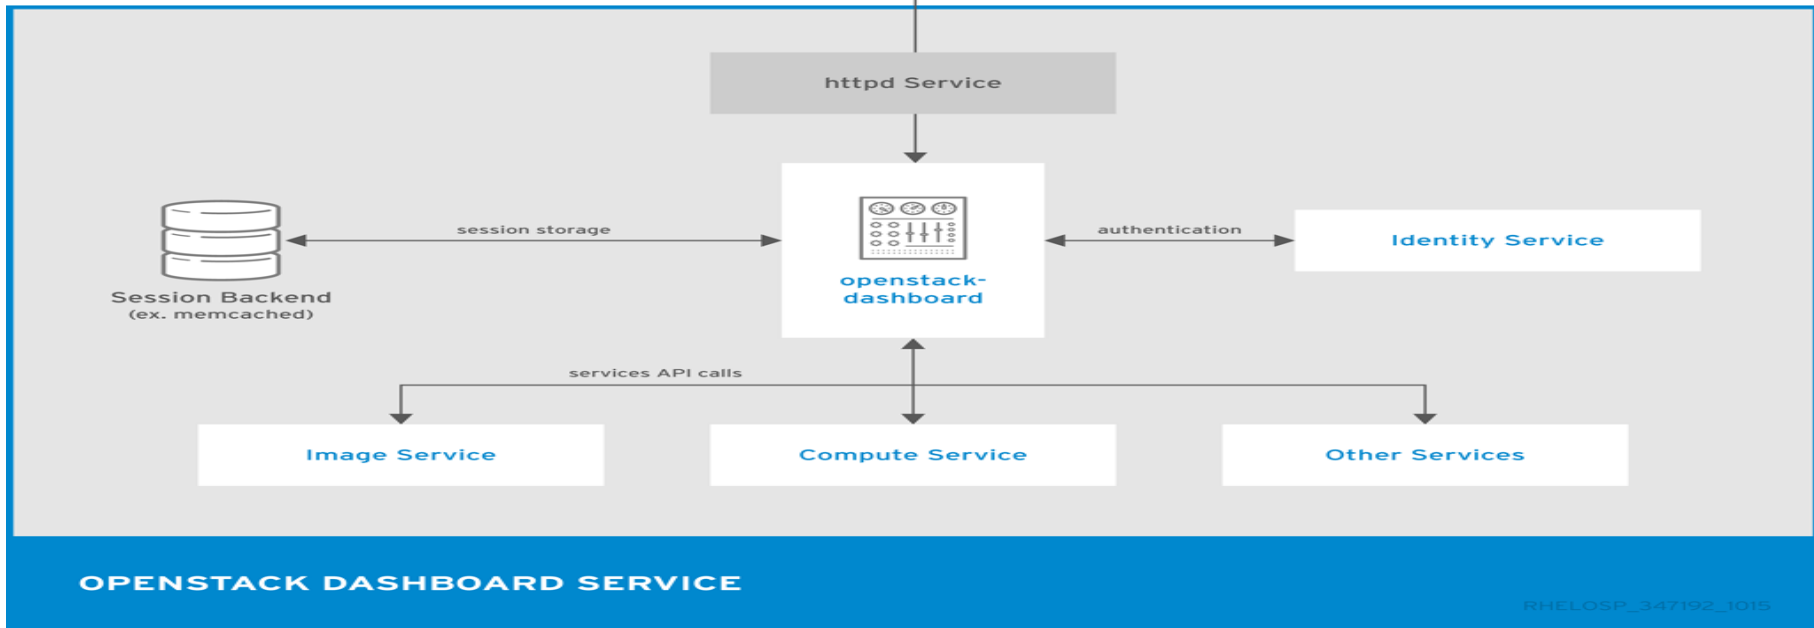 httpd Service
session storage
authentication
Identity Service
openstack-
dashboard
Session Backend
(ex. memcached)
services API calls
Image Service
Compute Service
Other Services
OPENSTACK DASHBOARD SERVICE
RHELOSP_347192_1015